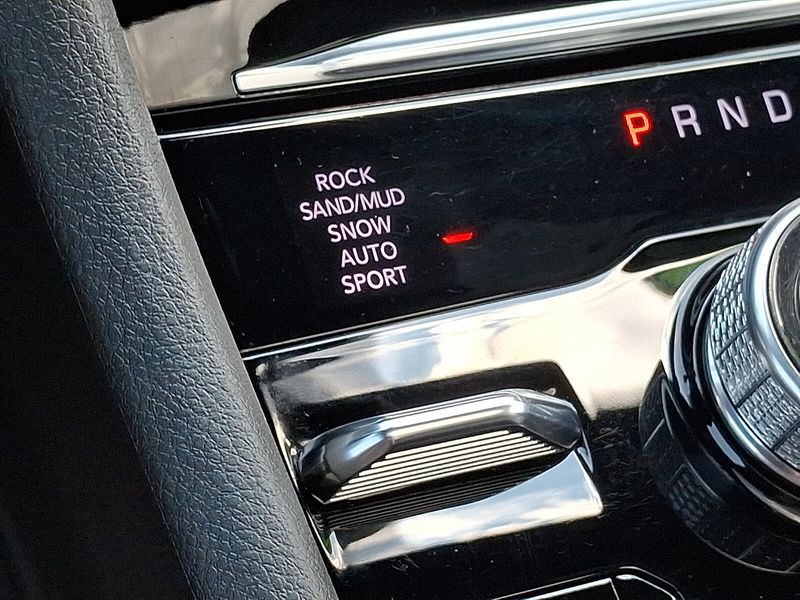 P R N D
ROCK
SAND/MUD
SNOW
AUTO
SPORT